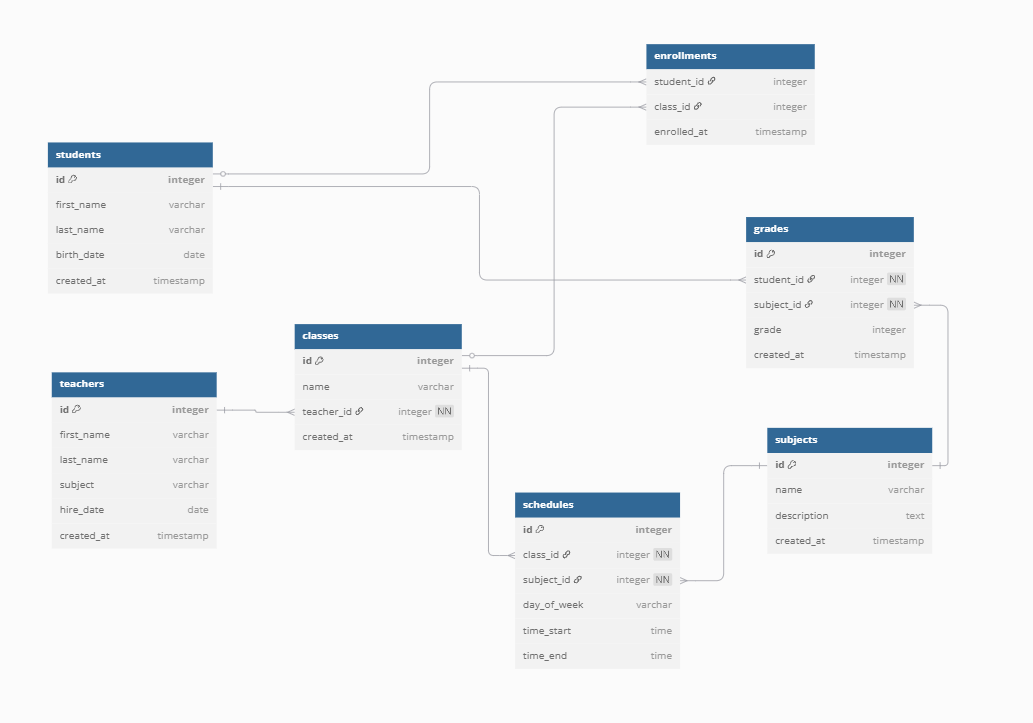 enrollments
student_id integer
class_id integer
enrolled_at timestamp
students
id integer
first_name varchar
last_name varchar
birth_date date
created_at timestamp
grades
id integer
student_id integer NN
subject_id integer NN
grade integer
created_at timestamp
classes
id integer
name varchar
teacher_id integer NN
created_at timestamp
teachers
id integer
first_name varchar
last_name varchar
subject varchar
hire_date date
created_at timestamp
subjects
id integer
name varchar
description text
created_at timestamp
schedules
id integer
class_id integer NN
subject_id integer NN
day_of_week varchar
time_start time
time_end time